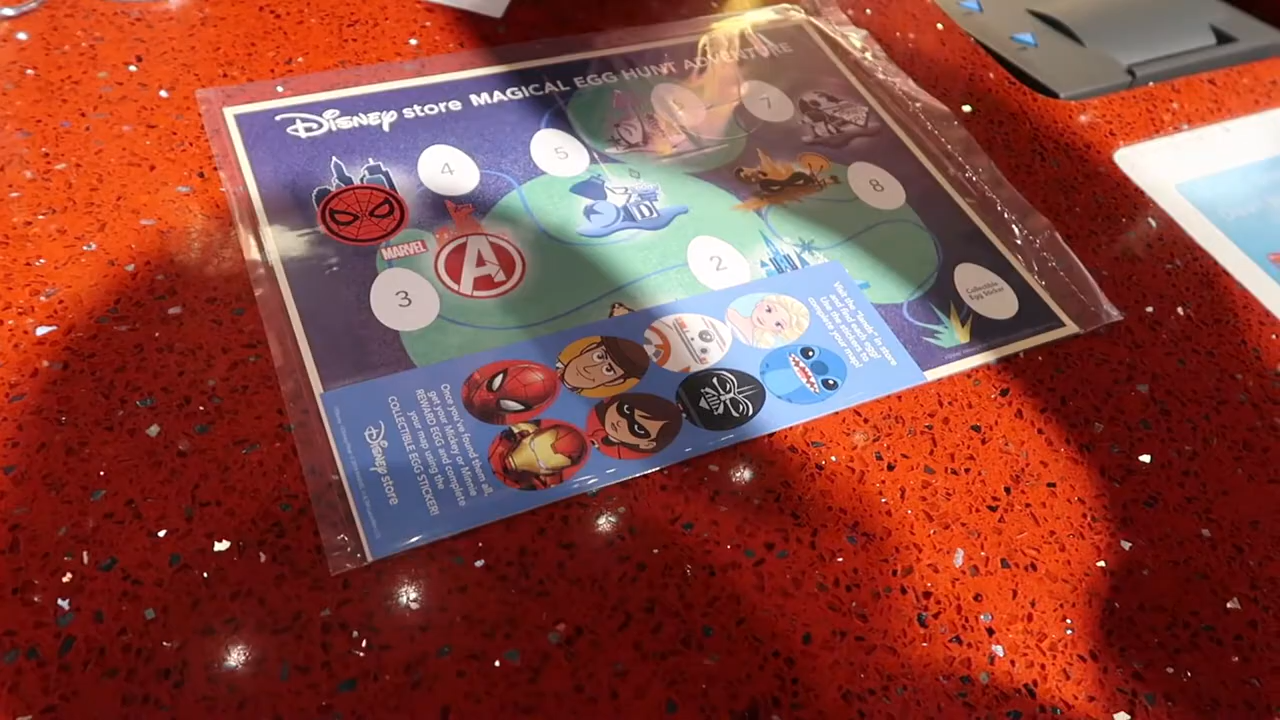 Disney store MAGICAL EGG HUNT ADVENTURE
4
5
6
7
8
MARVEL
3
2
Collectible
Egg Sticker
Visit the "lands" in store
and find each egg!
Use the stickers to
complete your map!
Once you've found them all,
get your Mickey or Minnie
REWARD EGG and complete
your map using the
COLLECTIBLE EGG STICKER!
Disney store